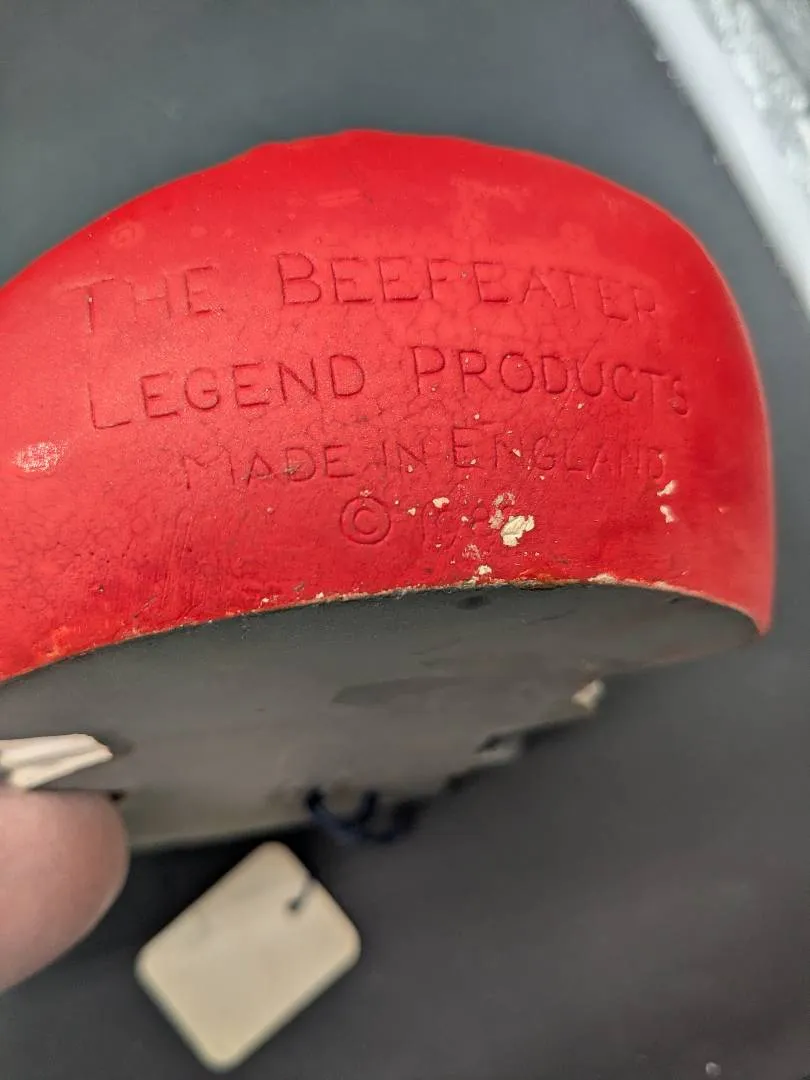 THE BEEFEATER
LEGEND PRODUCTS
MADE IN ENGLAND
©